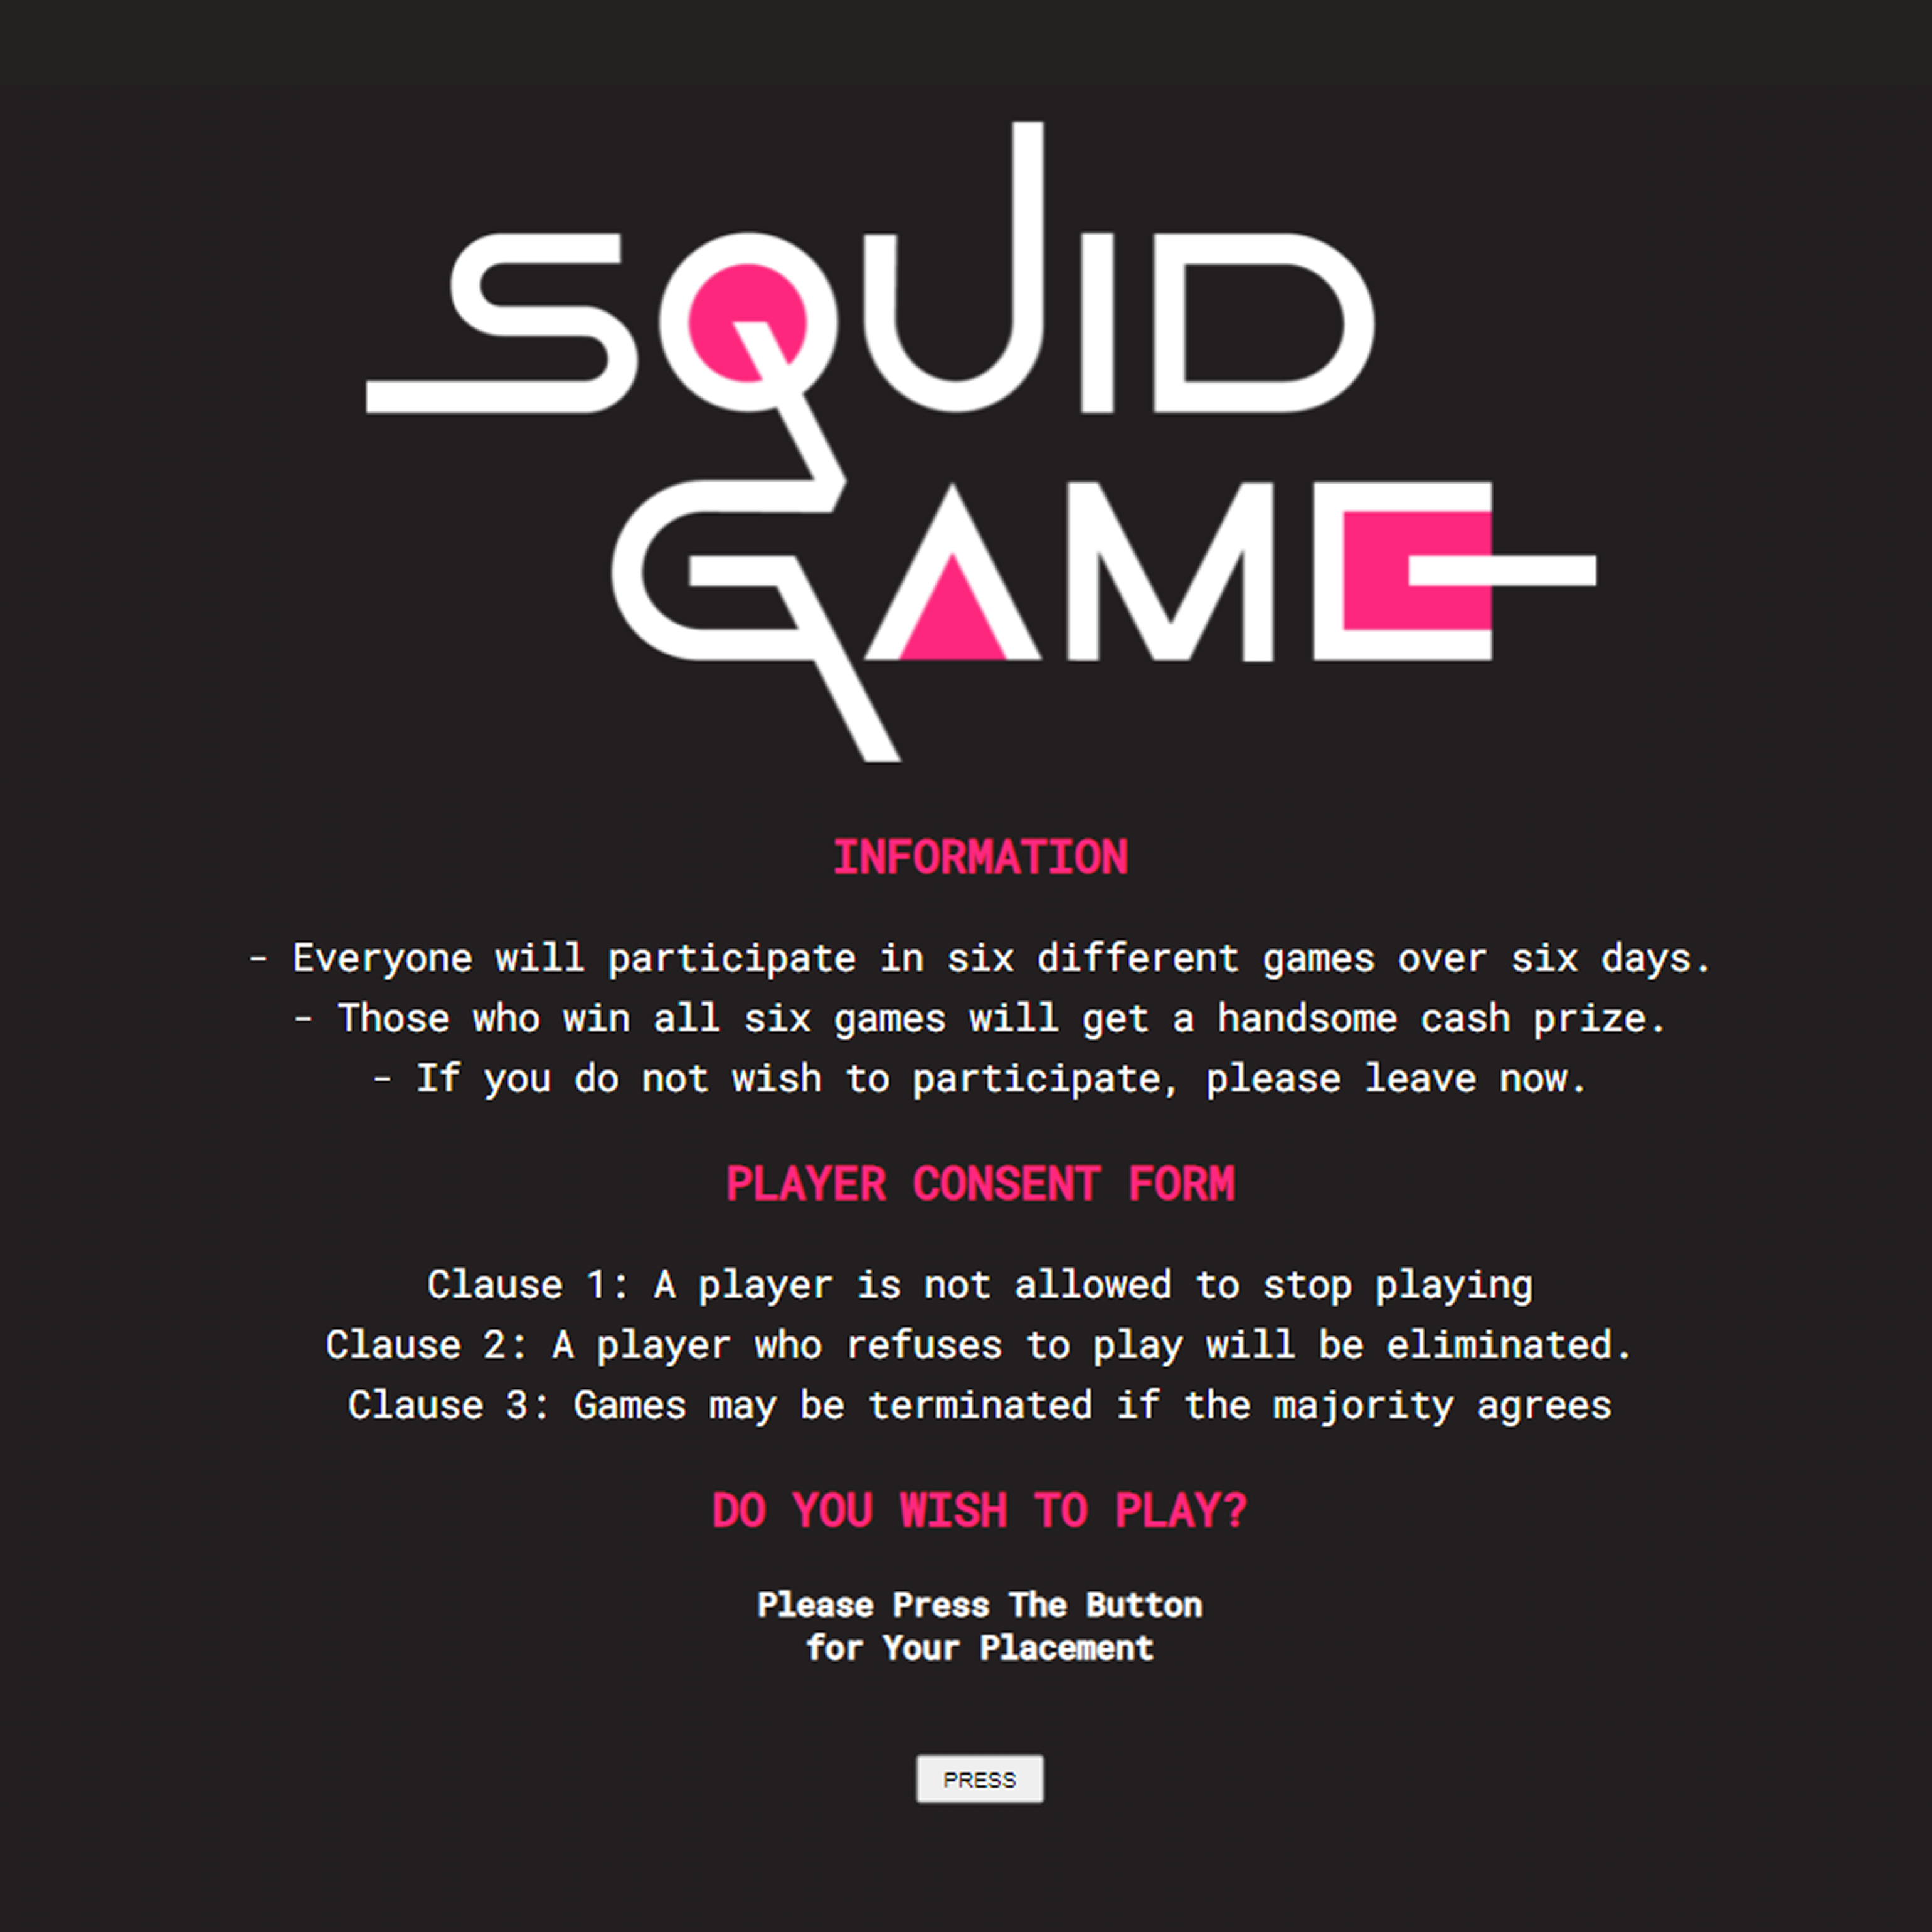 SQUID
GAME
INFORMATION
- Everyone will participate in six different games over six days.
- Those who win all six games will get a handsome cash prize.
- If you do not wish to participate, please leave now.
PLAYER CONSENT FORM
Clause 1: A player is not allowed to stop playing
Clause 2: A player who refuses to play will be eliminated.
Clause 3: Games may be terminated if the majority agrees
DO YOU WISH TO PLAY?
Please Press The Button
for Your Placement
PRESS